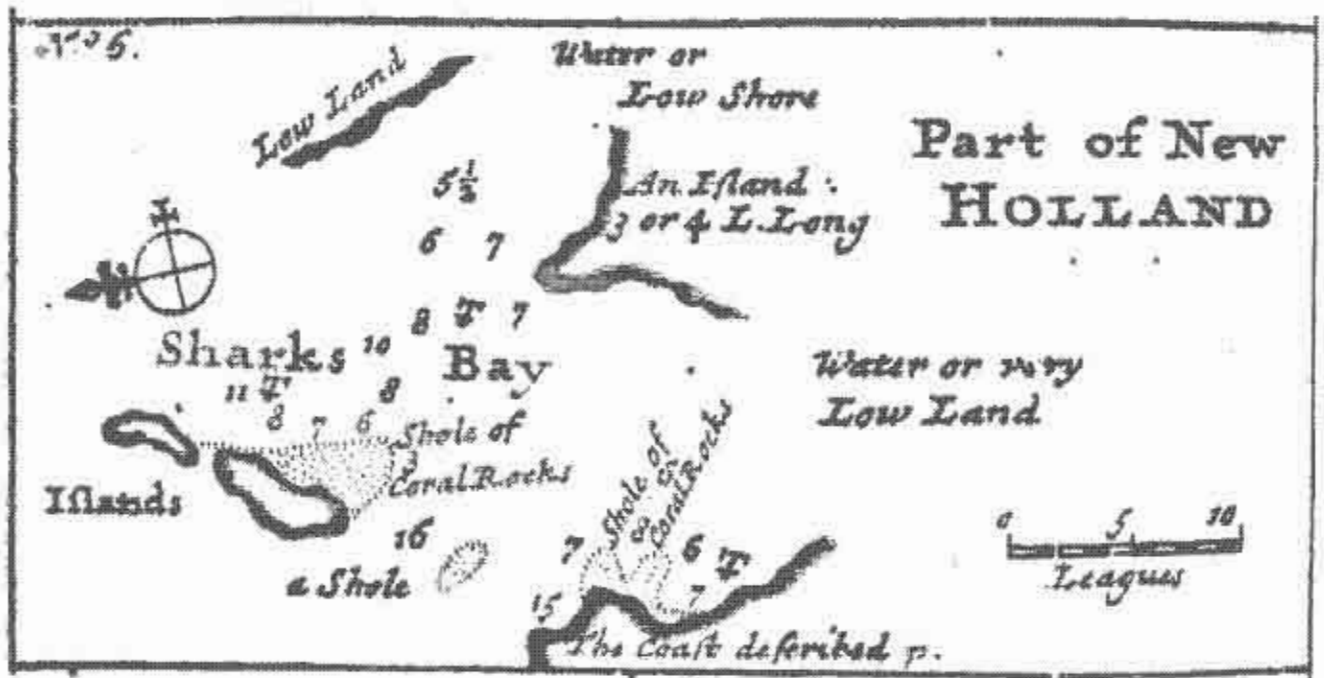 Nº 6.
Low Land
Water or
Low Shore
Part of New
HOLLAND
5½
An Iſland
3 or 4 L. Long
6 7
8 7
Sharks Bay
10
11
8
Water or very
Low Land
8 7 6
Shole of
Coral Rocks
3
Iſlands
16
a Shole
Shole of
Coral Rocks
7
8
6
7
15
0 5 10
Leagues
The Coaſt deſcribed p.